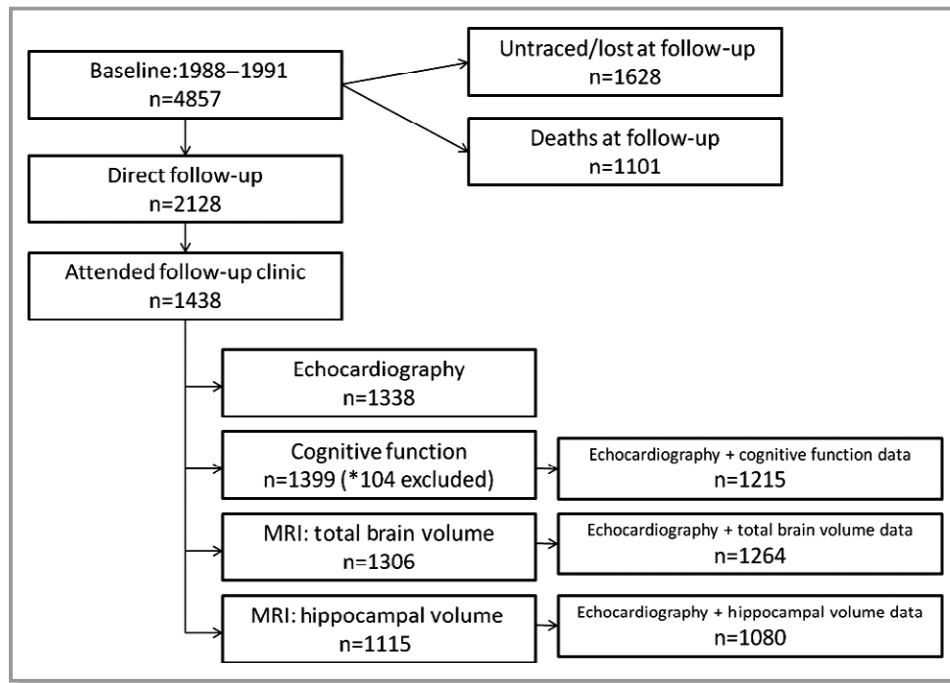 Baseline:1988–1991
n=4857
Untraced/lost at follow-up
n=1628
Deaths at follow-up
n=1101
Direct follow-up
n=2128
Attended follow-up clinic
n=1438
Echocardiography
n=1338
Cognitive function
n=1399 (*104 excluded)
Echocardiography + cognitive function data
n=1215
MRI: total brain volume
n=1306
Echocardiography + total brain volume data
n=1264
MRI: hippocampal volume
n=1115
Echocardiography + hippocampal volume data
n=1080